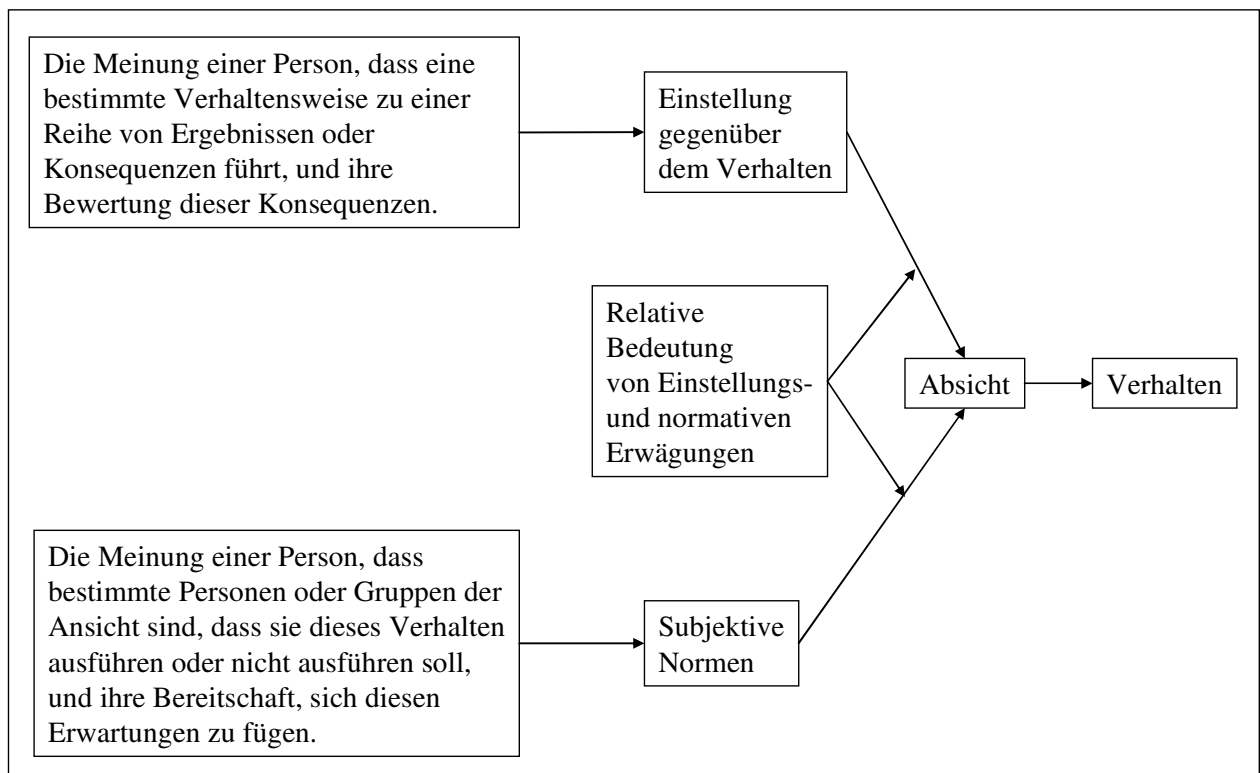 Die Meinung einer Person, dass eine
bestimmte Verhaltensweise zu einer
Reihe von Ergebnissen oder
Konsequenzen führt, und ihre
Bewertung dieser Konsequenzen.
Einstellung
gegenüber
dem Verhalten
Relative
Bedeutung
von Einstellungs-
und normativen
Erwägungen
Absicht
Verhalten
Die Meinung einer Person, dass
bestimmte Personen oder Gruppen der
Ansicht sind, dass sie dieses Verhalten
ausführen oder nicht ausführen soll,
und ihre Bereitschaft, sich diesen
Erwartungen zu fügen.
Subjektive
Normen